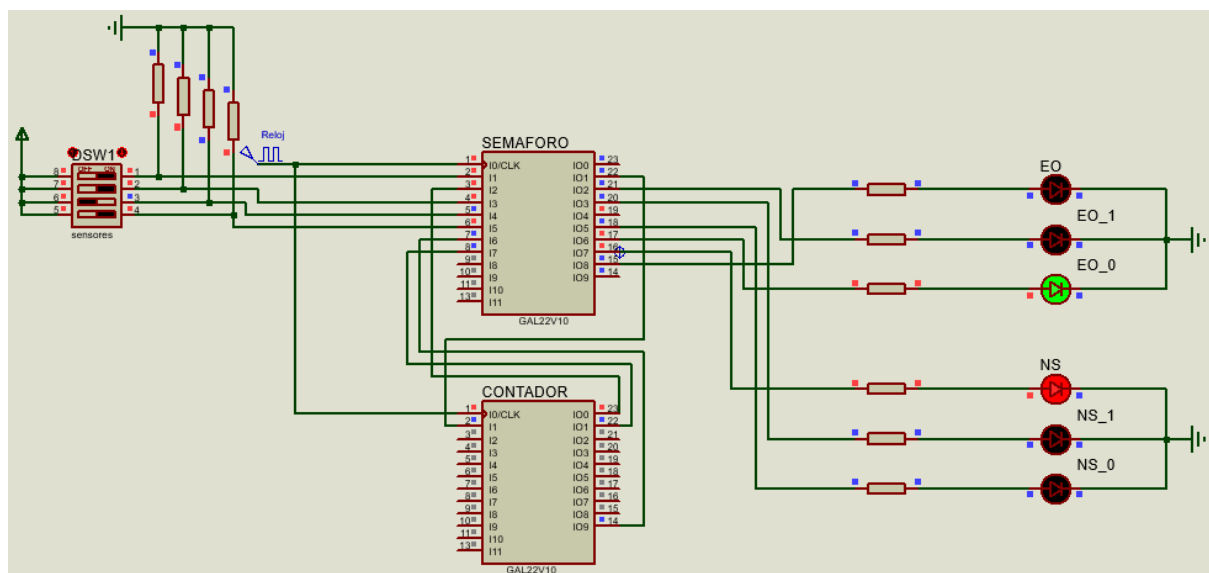 DSW1
OFF ON
8 1
7 2
6 3
5 4
sensores
Reloj
SEMAFORO
1 I0/CLK IO0 23
2 I1 IO1 22
3 I2 IO2 21
4 I3 IO3 20
5 I4 IO4 19
6 I5 IO5 18
7 I6 IO6 17
8 I7 IO7 16
9 I8 IO8 15
10 I9 IO9 14
11 I10
13 I11
GAL22V10
CONTADOR
1 I0/CLK IO0 23
2 I1 IO1 22
3 I2 IO2 21
4 I3 IO3 20
5 I4 IO4 19
6 I5 IO5 18
7 I6 IO6 17
8 I7 IO7 16
9 I8 IO8 15
10 I9 IO9 14
11 I10
13 I11
GAL22V10
EO
EO_1
EO_0
NS
NS_1
NS_0